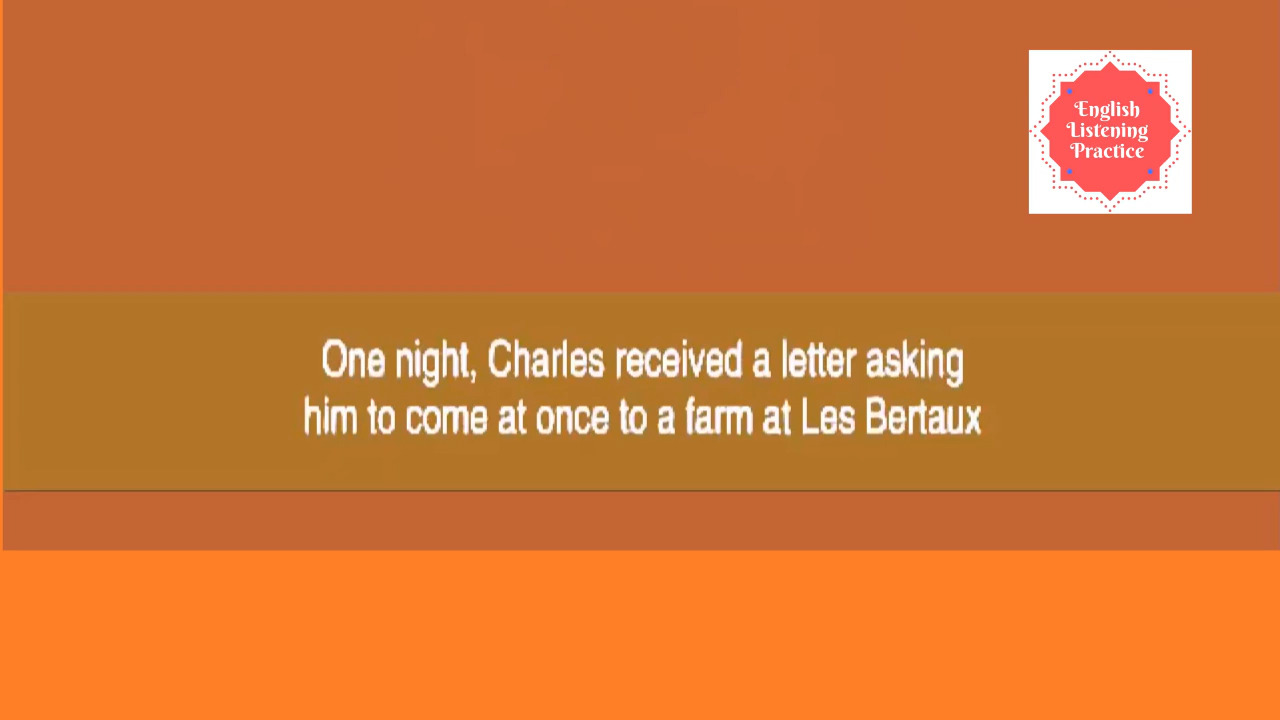 English
Listening
Practice
One night, Charles received a letter asking
him to come at once to a farm at Les Bertaux